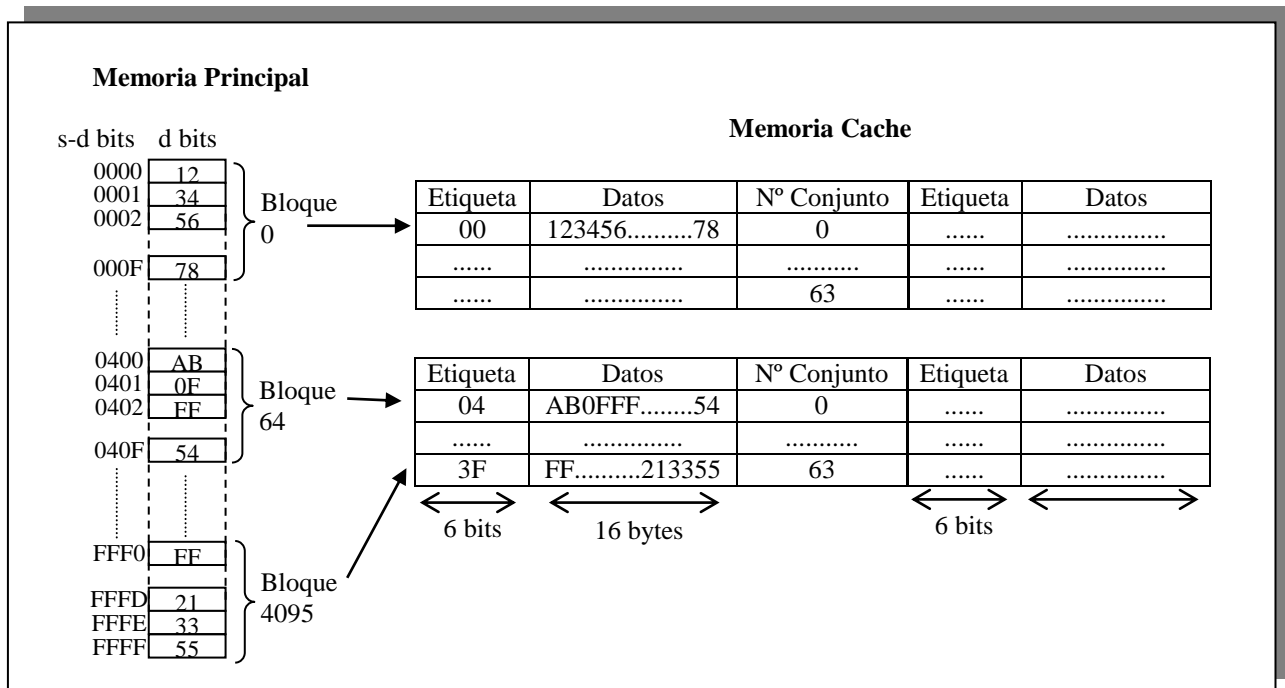 Memoria Principal
s-d bits d bits
0000 12
0001 34
0002 56
000F 78
Bloque
0
0400 AB
0401 0F
0402 FF
040F 54
Bloque
64
FFF0 FF
FFFD 21
FFFE 33
FFFF 55
Bloque
4095
Memoria Cache
Etiqueta Datos Nº Conjunto Etiqueta Datos
00 123456..........78 0 ...... ...............
...... ............... ........... ...... ...............
...... ............... 63 ...... ...............
Etiqueta Datos Nº Conjunto Etiqueta Datos
04 AB0FFF........54 0 ...... ...............
...... ............... ........... ...... ...............
3F FF..........213355 63 ...... ...............
6 bits 16 bytes 6 bits